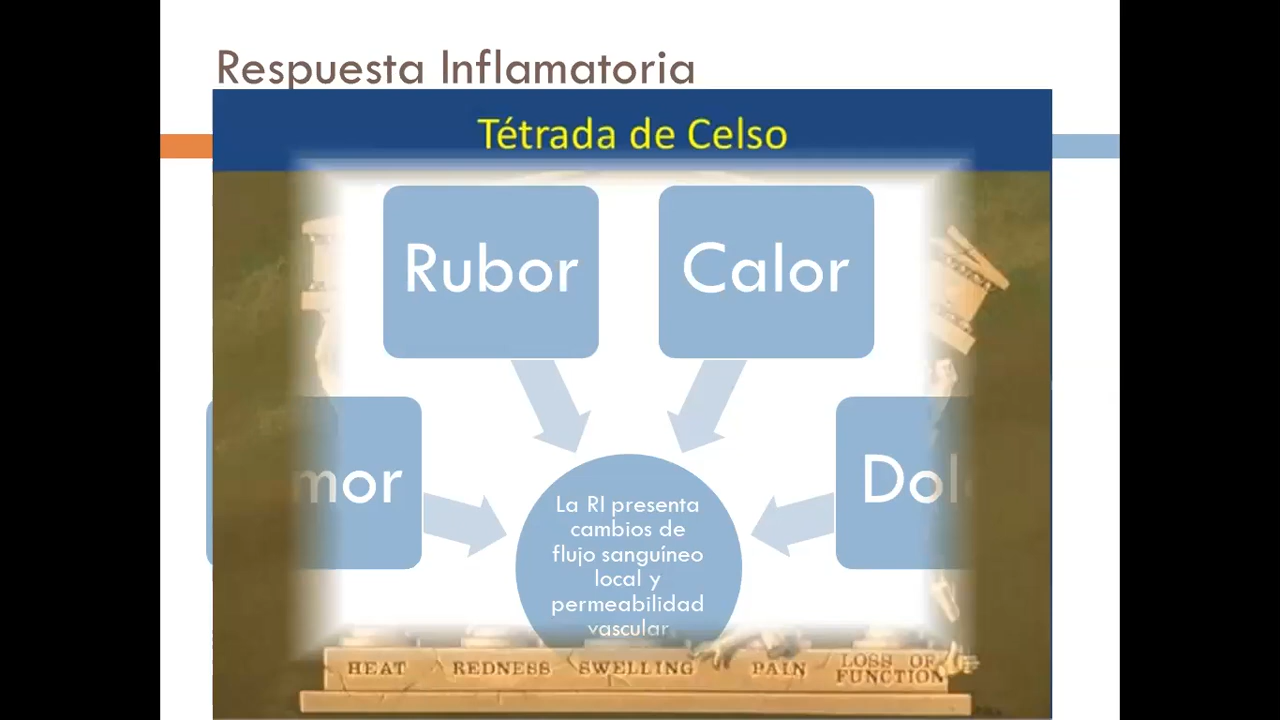 Respuesta Inflamatoria
Tétrada de Celso
Rubor
Calor
mor
Dol
La RI presenta
cambios de
flujo sanguíneo
local y
permeabilidad
vascular
HEAT
REDNESS
SWELLING
PAIN
LOSS OF
FUNCTION